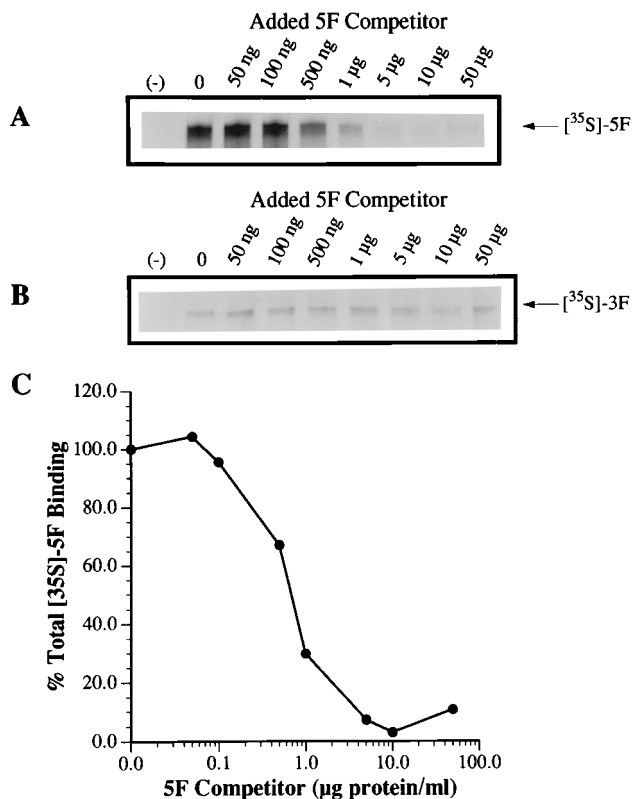 Added 5F Competitor
(-) 0 50 ng 100 ng 500 ng 1 µg 5 µg 10 µg 50 µg
A
[³⁵S]-5F
Added 5F Competitor
(-) 0 50 ng 100 ng 500 ng 1 µg 5 µg 10 µg 50 µg
B
[³⁵S]-3F
C
120.0
100.0
80.0
60.0
40.0
20.0
0.0
% Total [35S]-5F Binding
0.0 0.1 1.0 10.0 100.0
5F Competitor (µg protein/ml)